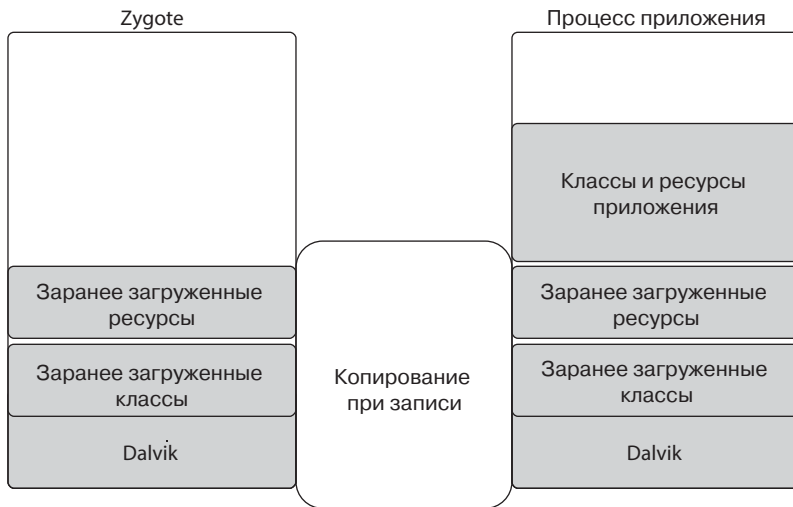 Zygote
Процесс приложения
Классы и ресурсы
приложения
Заранее загруженные
ресурсы
Заранее загруженные
ресурсы
Заранее загруженные
классы
Копирование
при записи
Заранее загруженные
классы
Dalvik
Dalvik